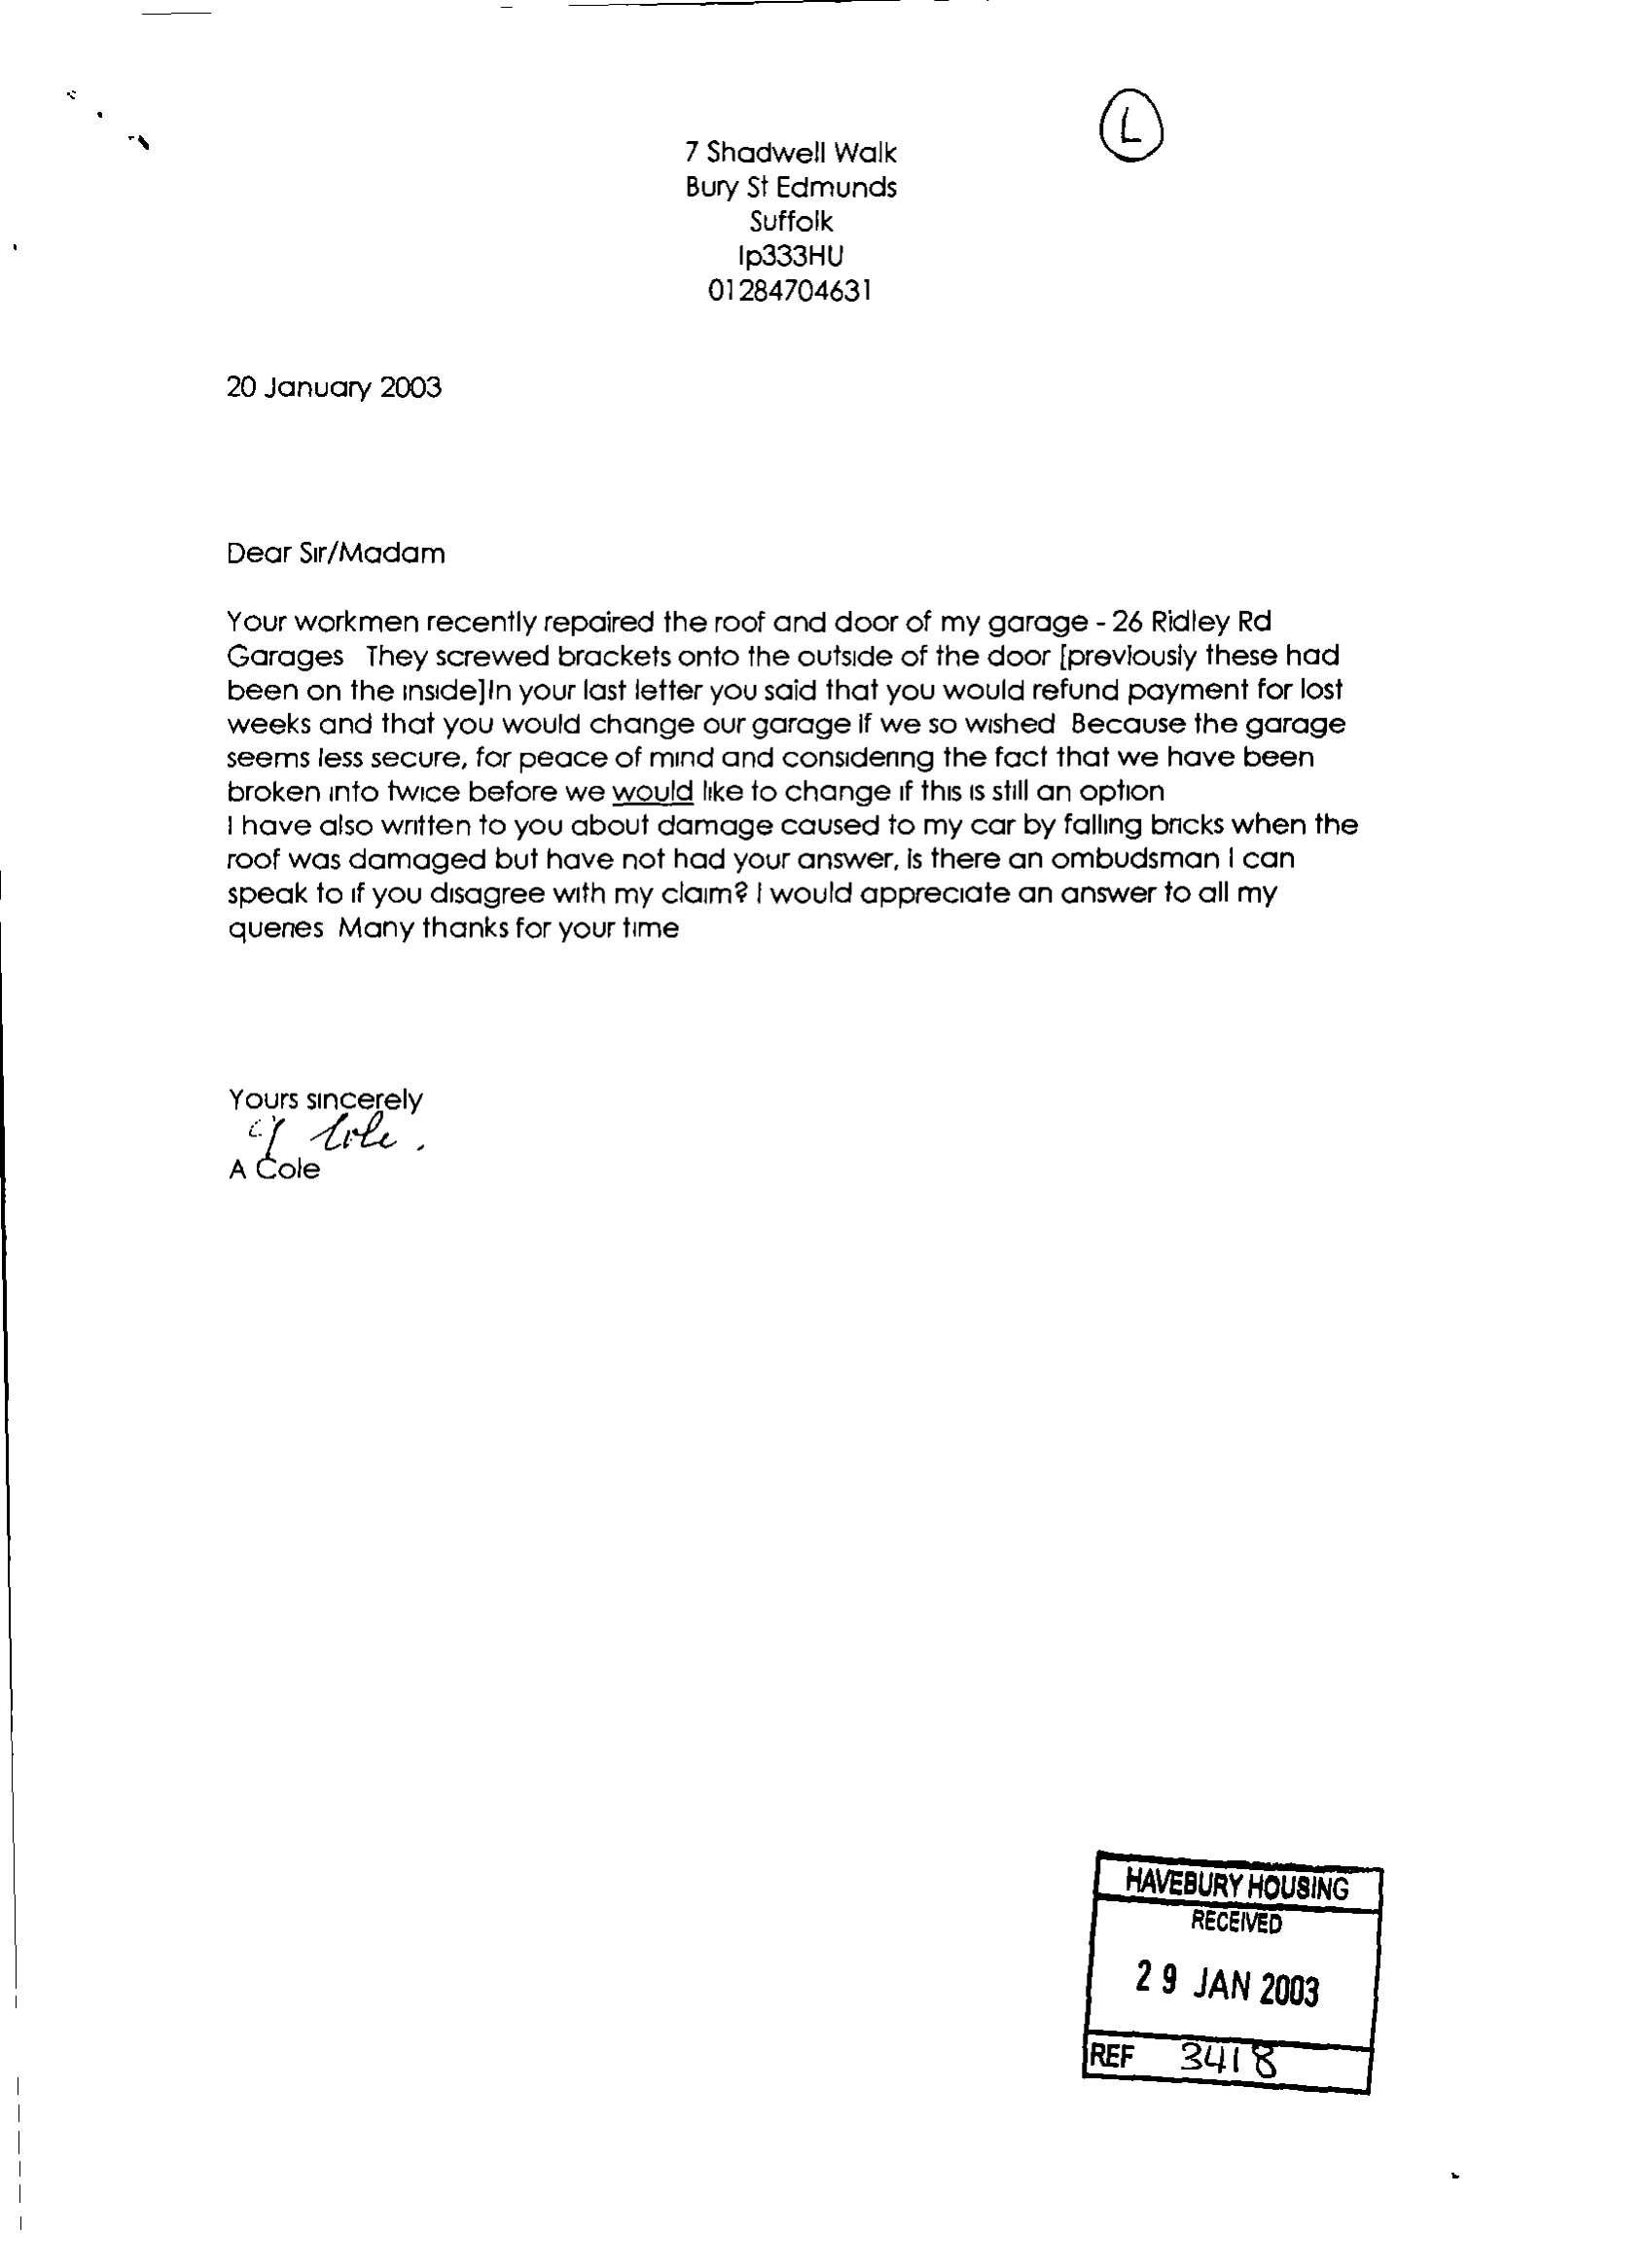 L
7 Shadwell Walk
Bury St Edmunds
Suffolk
Ip333HU
01284704631
20 January 2003
Dear Sir/Madam
Your workmen recently repaired the roof and door of my garage - 26 Ridley Rd
Garages They screwed brackets onto the outside of the door [previously these had
been on the inside]In your last letter you said that you would refund payment for lost
weeks and that you would change our garage if we so wished Because the garage
seems less secure, for peace of mind and considering the fact that we have been
broken into twice before we would like to change if this is still an option
I have also written to you about damage caused to my car by falling bricks when the
roof was damaged but have not had your answer, is there an ombudsman I can
speak to if you disagree with my claim? I would appreciate an answer to all my
queries Many thanks for your time
Yours sincerely
Cole.
A Cole
HAVEBURY HOUSING
RECEIVED
29 JAN 2003
REF 3418